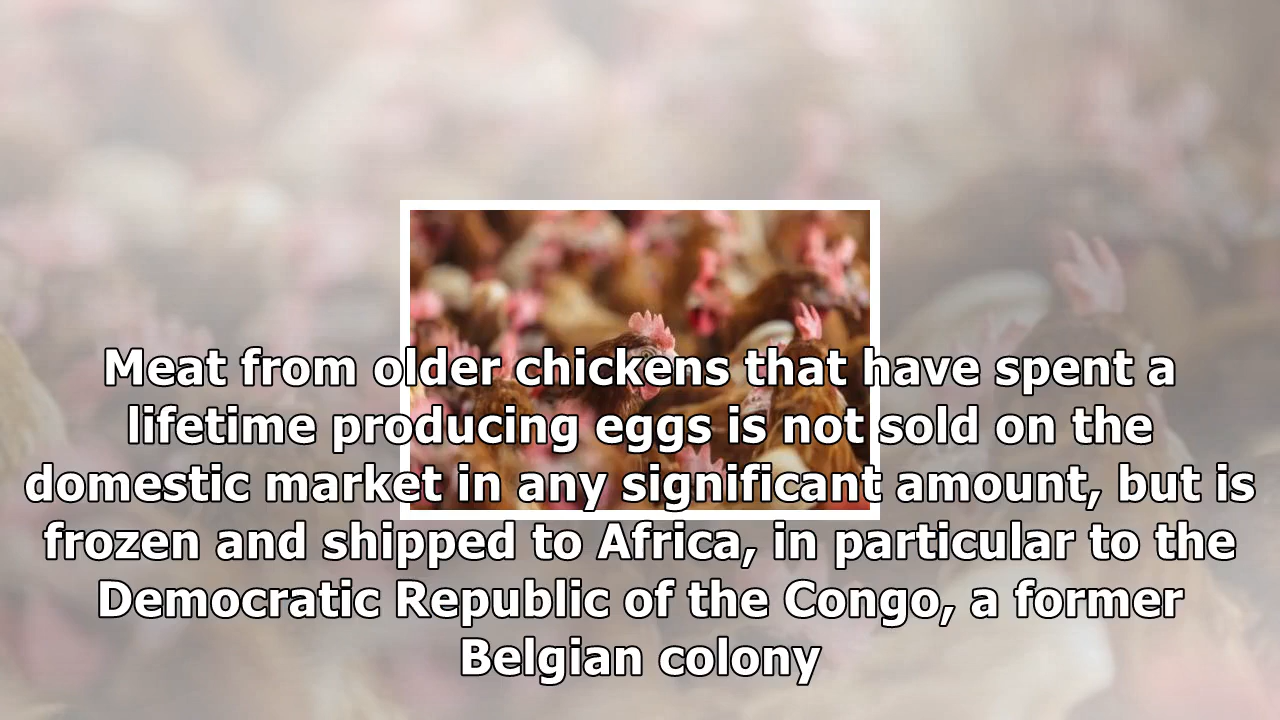 Meat from older chickens that have spent a
lifetime producing eggs is not sold on the
domestic market in any significant amount, but is
frozen and shipped to Africa, in particular to the
Democratic Republic of the Congo, a former
Belgian colony